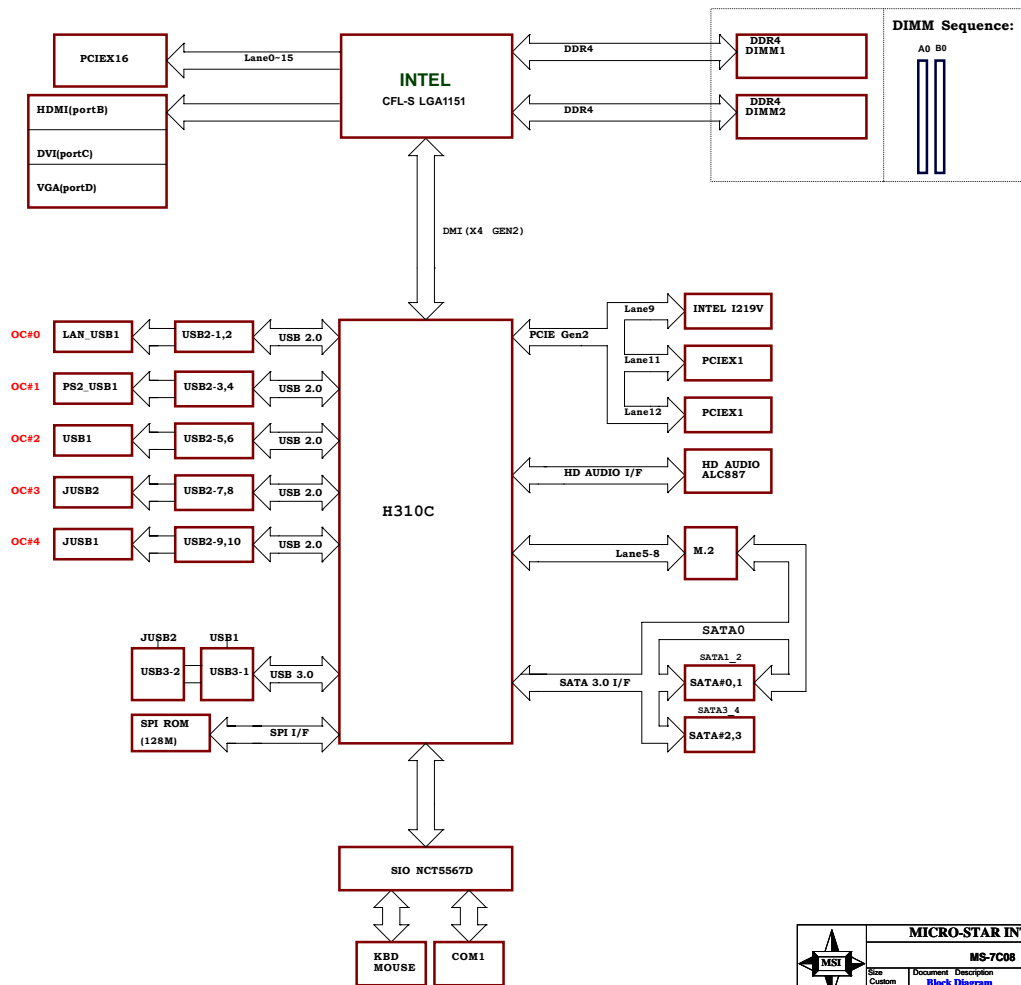 DIMM Sequence:
A0 B0
DDR4
DIMM1
DDR4
DIMM2
DDR4
DDR4
INTEL
CFL-S LGA1151
PCIEX16
Lane0~15
HDMI(portB)
DVI(portC)
VGA(portD)
DMI(X4 GEN2)
OC#0
LAN_USB1
USB2-1,2
USB 2.0
OC#1
PS2_USB1
USB2-3,4
USB 2.0
OC#2
USB1
USB2-5,6
USB 2.0
OC#3
JUSB2
USB2-7,8
USB 2.0
OC#4
JUSB1
USB2-9,10
USB 2.0
H310C
PCIE Gen2
Lane9
INTEL I219V
Lane11
PCIEX1
Lane12
PCIEX1
HD AUDIO I/F
HD AUDIO
ALC887
Lane5-8
M.2
SATA0
SATA1_2
SATA 3.0 I/F
SATA#0,1
SATA3_4
SATA#2,3
JUSB2
USB1
USB3-2
USB3-1
USB 3.0
SPI ROM
(128M)
SPI I/F
SIO NCT5567D
KBD
MOUSE
COM1
MSI
MICRO-STAR IN
MS-7C08
Size
Custom
Document Description
Block Diagram